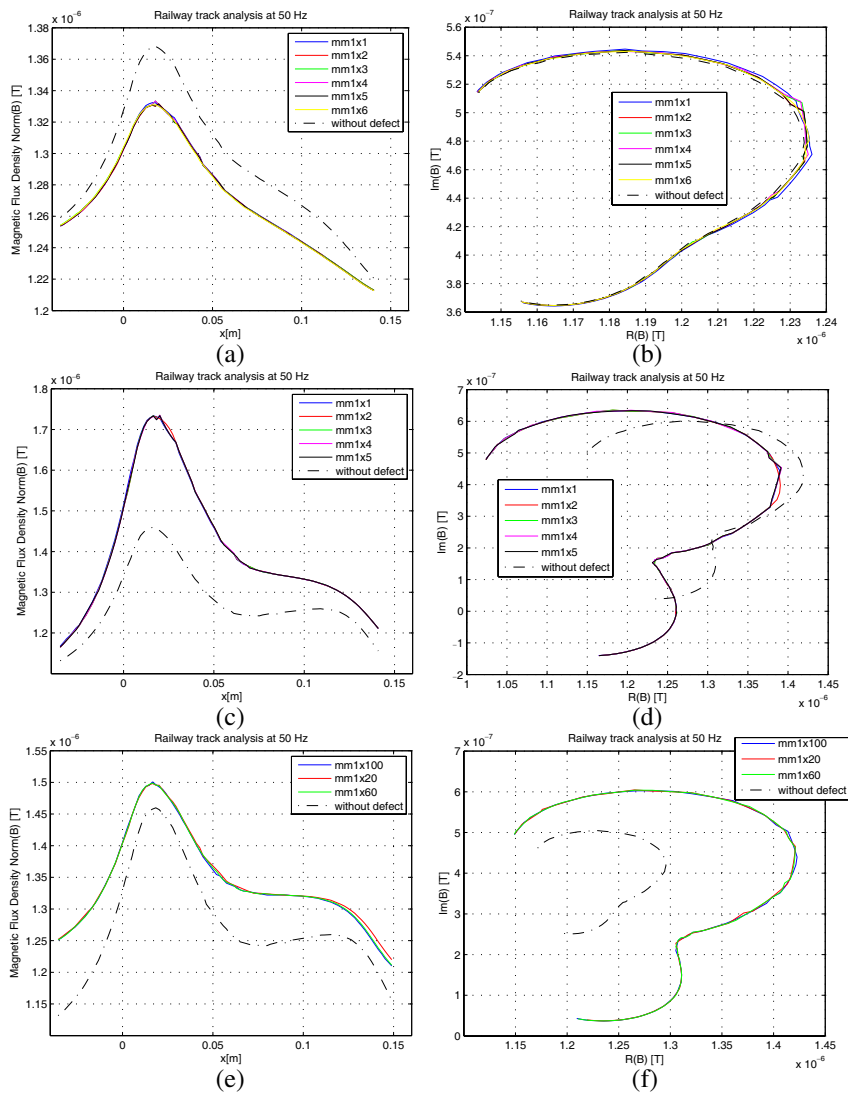 Railway track analysis at 50 Hz
x 10⁻⁶
1.38
1.36
1.34
1.32
1.3
1.28
1.26
1.24
1.22
1.2
0
0.05
0.1
0.15
x[m]
Magnetic Flux Density Norm(B) [T]
mm1x1
mm1x2
mm1x3
mm1x4
mm1x5
mm1x6
without defect
(a)
Railway track analysis at 50 Hz
x 10⁻⁷
5.6
5.4
5.2
5
4.8
4.6
4.4
4.2
4
3.8
3.6
1.15
1.16
1.17
1.18
1.19
1.2
1.21
1.22
1.23
1.24
x 10⁻⁶
R(B) [T]
Im(B) [T]
mm1x1
mm1x2
mm1x3
mm1x4
mm1x5
mm1x6
without defect
(b)
Railway track analysis at 50 Hz
x 10⁻⁶
1.8
1.7
1.6
1.5
1.4
1.3
1.2
0
0.05
0.1
0.15
x[m]
Magnetic Flux Density Norm(B) [T]
mm1x1
mm1x2
mm1x3
mm1x4
mm1x5
without defect
(c)
Railway track analysis at 50 Hz
x 10⁻⁷
7
6
5
4
3
2
1
0
−1
−2
1
1.05
1.1
1.15
1.2
1.25
1.3
1.35
1.4
1.45
x 10⁻⁶
R(B) [T]
Im(B) [T]
mm1x1
mm1x2
mm1x3
mm1x4
mm1x5
without defect
(d)
Railway track analysis at 50 Hz
x 10⁻⁶
1.55
1.5
1.45
1.4
1.35
1.3
1.25
1.2
1.15
0
0.05
0.1
0.15
x[m]
Magnetic Flux Density Norm(B) [T]
mm1x100
mm1x20
mm1x60
without defect
(e)
Railway track analysis at 50 Hz
x 10⁻⁷
7
6
5
4
3
2
1
0
1.15
1.2
1.25
1.3
1.35
1.4
1.45
x 10⁻⁶
R(B) [T]
Im(B) [T]
mm1x100
mm1x20
mm1x60
without defect
(f)